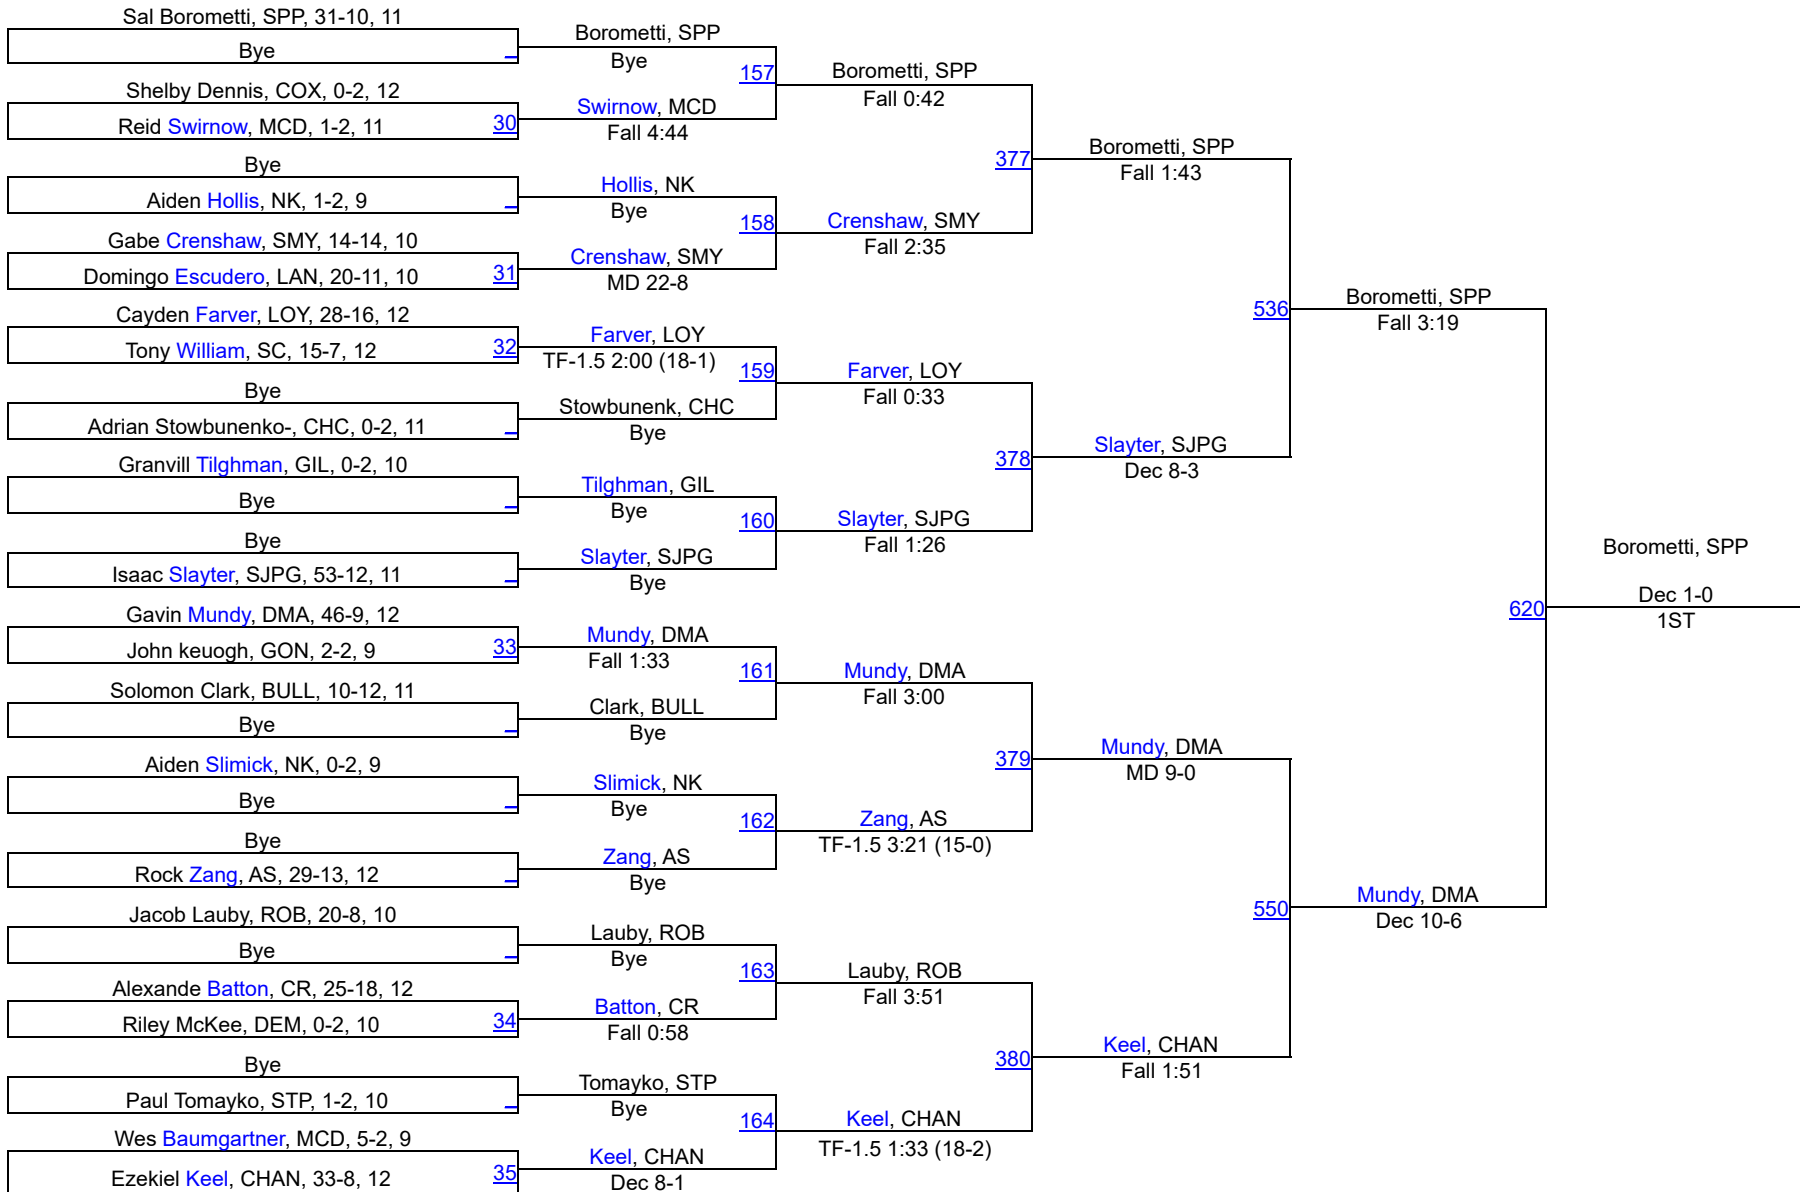 Sal Borometti, SPP, 31-10, 11
Bye
Shelby Dennis, COX, 0-2, 12
Reid Swirnow, MCD, 1-2, 11
30
Bye
Aiden Hollis, NK, 1-2, 9
Gabe Crenshaw, SMY, 14-14, 10
Domingo Escudero, LAN, 20-11, 10
31
Cayden Farver, LOY, 28-16, 12
Tony William, SC, 15-7, 12
32
Bye
Adrian Stowbunenko-, CHC, 0-2, 11
Granvill Tilghman, GIL, 0-2, 10
Bye
Bye
Isaac Slayter, SJPG, 53-12, 11
Gavin Mundy, DMA, 46-9, 12
John keuogh, GON, 2-2, 9
33
Solomon Clark, BULL, 10-12, 11
Bye
Aiden Slimick, NK, 0-2, 9
Bye
Bye
Rock Zang, AS, 29-13, 12
Jacob Lauby, ROB, 20-8, 10
Bye
Alexande Batton, CR, 25-18, 12
Riley McKee, DEM, 0-2, 10
34
Bye
Paul Tomayko, STP, 1-2, 10
Wes Baumgartner, MCD, 5-2, 9
Ezekiel Keel, CHAN, 33-8, 12
35
Borometti, SPP
Bye
157
Swirnow, MCD
Fall 4:44
Hollis, NK
Bye
158
Crenshaw, SMY
MD 22-8
Farver, LOY
TF-1.5 2:00 (18-1)
159
Stowbunenk, CHC
Bye
Tilghman, GIL
Bye
160
Slayter, SJPG
Bye
Mundy, DMA
Fall 1:33
161
Clark, BULL
Bye
Slimick, NK
Bye
162
Zang, AS
Bye
Lauby, ROB
Bye
163
Batton, CR
Fall 0:58
Tomayko, STP
Bye
164
Keel, CHAN
Dec 8-1
Borometti, SPP
Fall 0:42
377
Crenshaw, SMY
Fall 2:35
Farver, LOY
Fall 0:33
378
Slayter, SJPG
Fall 1:26
Mundy, DMA
Fall 3:00
379
Zang, AS
TF-1.5 3:21 (15-0)
Lauby, ROB
Fall 3:51
380
Keel, CHAN
TF-1.5 1:33 (18-2)
Borometti, SPP
Fall 1:43
536
Slayter, SJPG
Dec 8-3
Mundy, DMA
MD 9-0
550
Keel, CHAN
Fall 1:51
Borometti, SPP
Fall 3:19
620
Mundy, DMA
Dec 10-6
Borometti, SPP
Dec 1-0
1ST